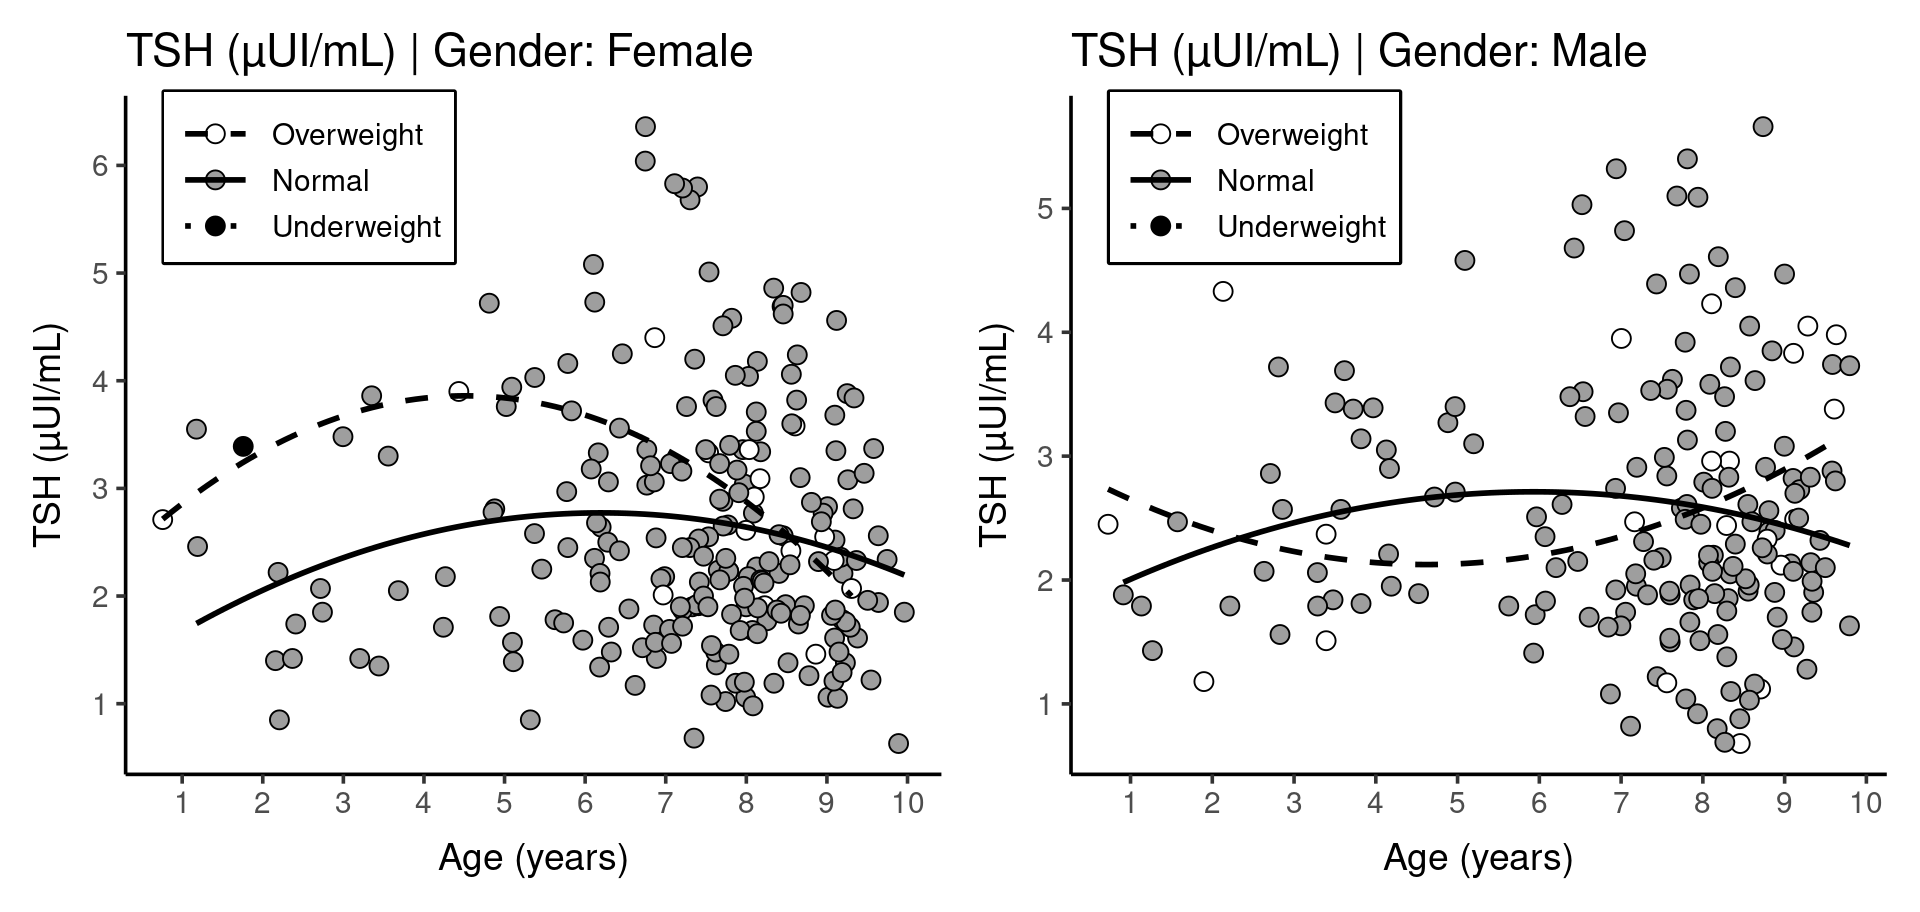 TSH (µUI/mL) | Gender: Female
Overweight
Normal
Underweight
TSH (µUI/mL)
6
5
4
3
2
1
1 2 3 4 5 6 7 8 9 10
Age (years)
TSH (µUI/mL) | Gender: Male
Overweight
Normal
Underweight
TSH (µUI/mL)
5
4
3
2
1
1 2 3 4 5 6 7 8 9 10
Age (years)